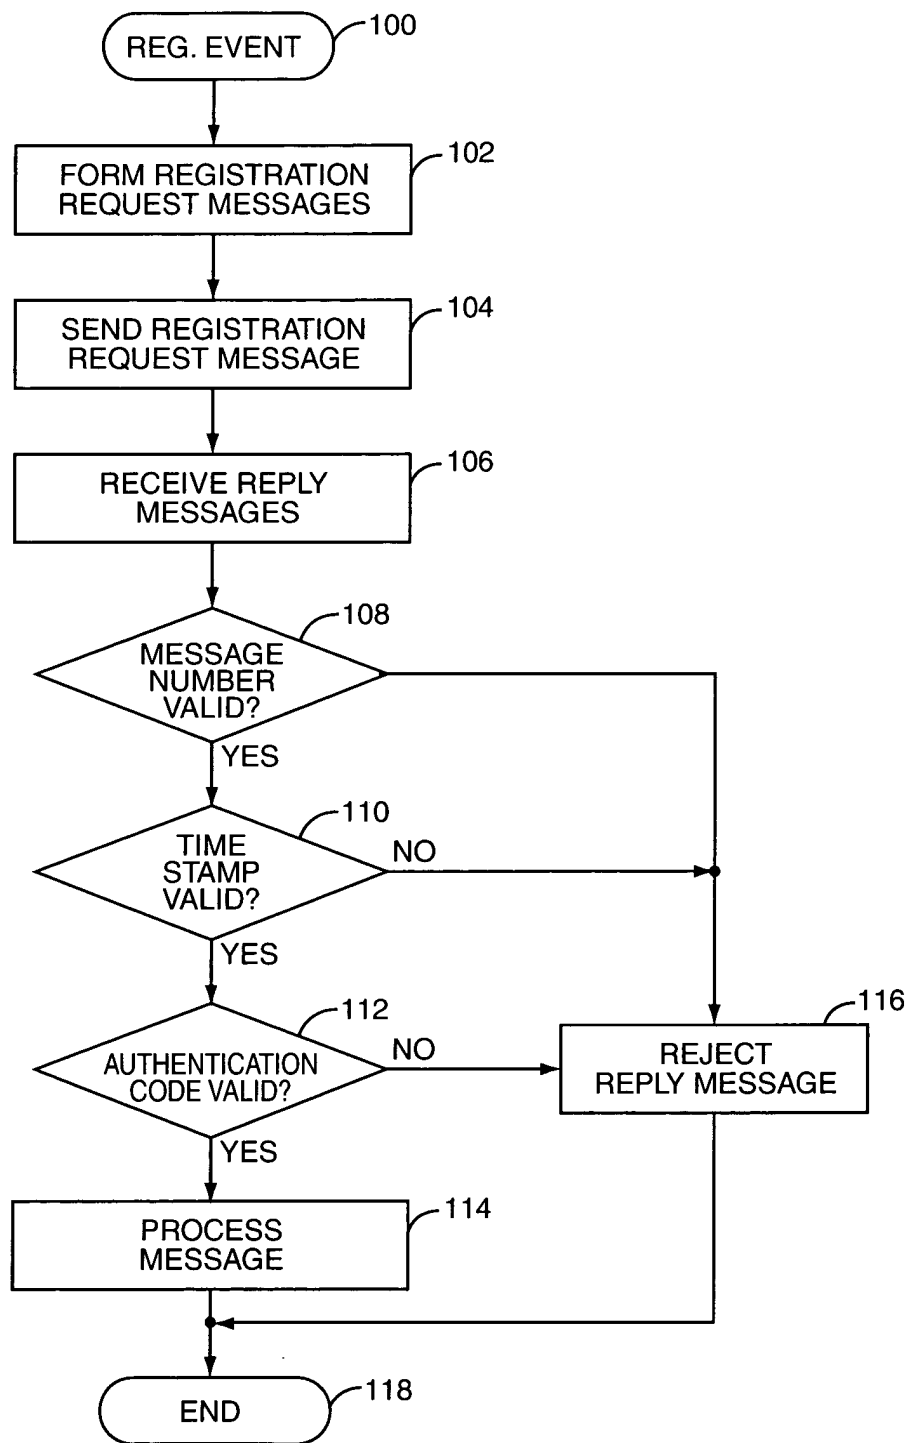 REG. EVENT
100
FORM REGISTRATION
REQUEST MESSAGES
102
SEND REGISTRATION
REQUEST MESSAGE
104
RECEIVE REPLY
MESSAGES
106
MESSAGE
NUMBER
VALID?
108
YES
TIME
STAMP
VALID?
110
NO
YES
AUTHENTICATION
CODE VALID?
112
NO
REJECT
REPLY MESSAGE
116
YES
PROCESS
MESSAGE
114
END
118